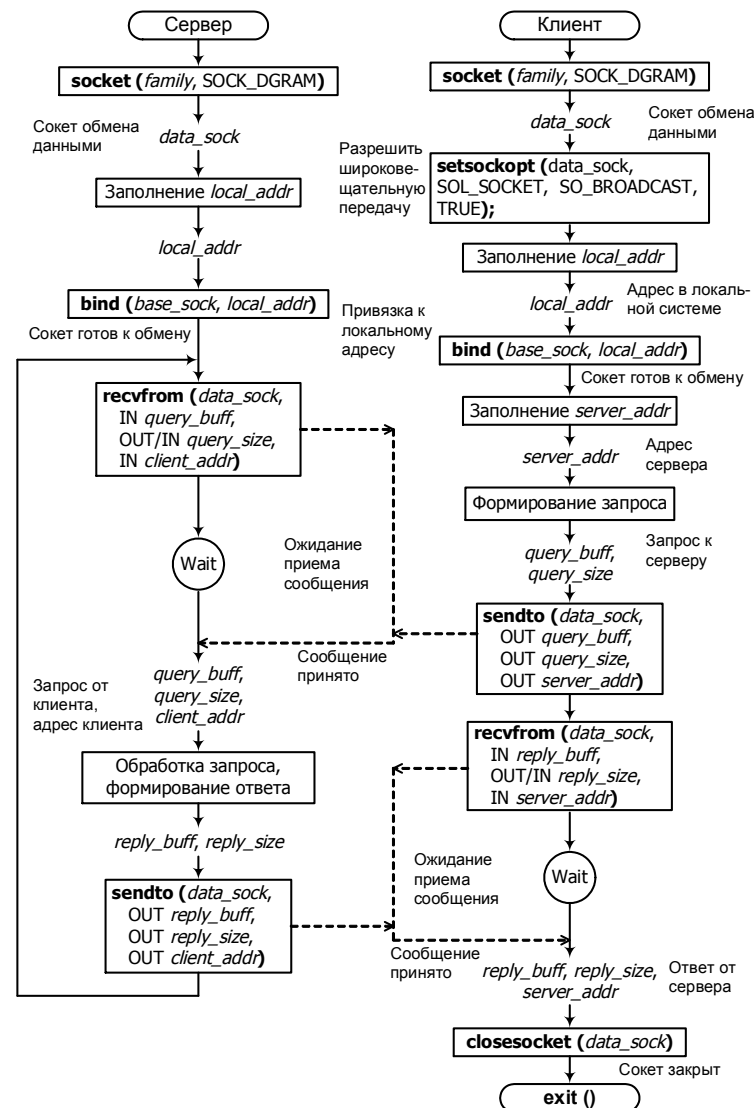 Сервер
socket (family, SOCK_DGRAM)
Сокет обмена
данными
data_sock
Заполнение local_addr
local_addr
bind (base_sock, local_addr)
Сокет готов к обмену
recvfrom (data_sock,
IN query_buff,
OUT/IN query_size,
IN client_addr)
Wait
Ожидание
приема
сообщения
Сообщение
принято
Запрос от
клиента,
адрес клиента
query_buff,
query_size,
client_addr
Обработка запроса,
формирование ответа
reply_buff, reply_size
sendto (data_sock,
OUT reply_buff,
OUT reply_size,
OUT client_addr)
Клиент
socket (family, SOCK_DGRAM)
Сокет обмена
данными
data_sock
Разрешить
широкове-
щательную
передачу
setsockopt (data_sock,
SOL_SOCKET, SO_BROADCAST,
TRUE);
Заполнение local_addr
local_addr
Адрес в локаль-
ной системе
Привязка к
локальному
адресу
bind (base_sock, local_addr)
Сокет готов к обмену
Заполнение server_addr
server_addr
Адрес
сервера
Формирование запроса
query_buff,
query_size
Запрос к
серверу
sendto (data_sock,
OUT query_buff,
OUT query_size,
OUT server_addr)
recvfrom (data_sock,
IN reply_buff,
OUT/IN reply_size,
IN server_addr)
Ожидание
приема
сообщения
Wait
Сообщение
принято
reply_buff, reply_size,
server_addr
Ответ от
сервера
closesocket (data_sock)
Сокет закрыт
exit ()